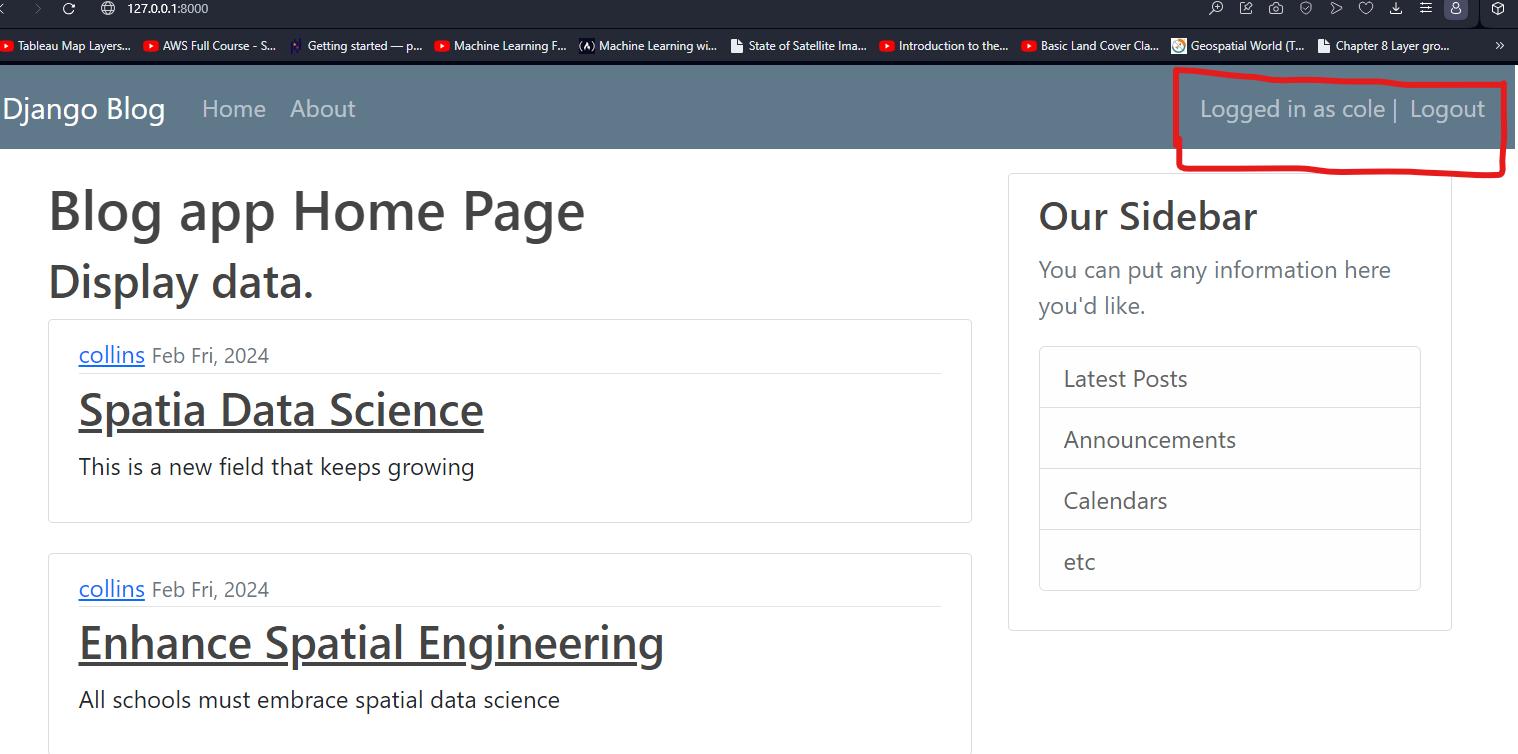 127.0.0.1:8000
Tableau Map Layers... AWS Full Course - S... Getting started — p... Machine Learning F... Machine Learning wi... State of Satellite Ima... Introduction to the... Basic Land Cover Cla... Geospatial World (T... Chapter 8 Layer gro... »
Django Blog Home About Logged in as cole | Logout
Blog app Home Page
Display data.
collins Feb Fri, 2024
Spatia Data Science
This is a new field that keeps growing
collins Feb Fri, 2024
Enhance Spatial Engineering
All schools must embrace spatial data science
Our Sidebar
You can put any information here
you'd like.
Latest Posts
Announcements
Calendars
etc